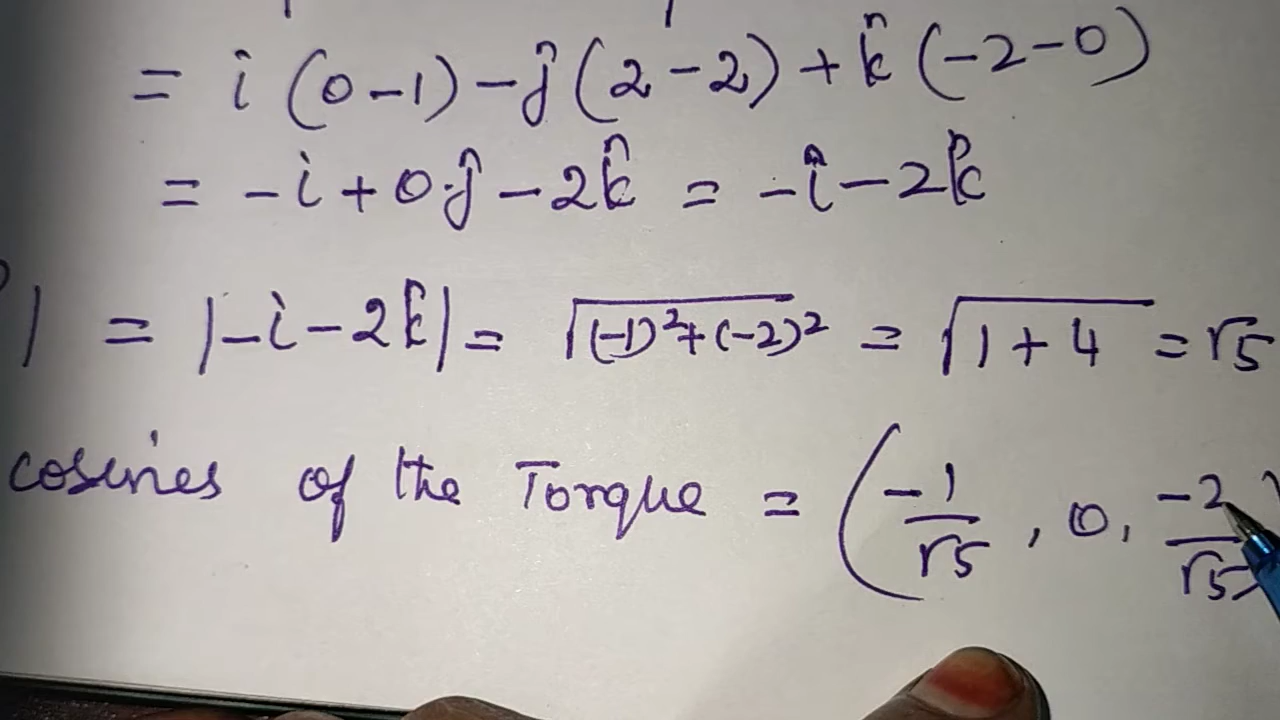 = i (0-1) - ĵ (2-2) + k̂ (-2-0)
= -i + 0·ĵ - 2k̂ = -î - 2k̂
| = |-i - 2k̂| = √(-1)²+(-2)² = √1+4 = √5
cosines of the Torque = (-1/√5, 0, -2/√5)